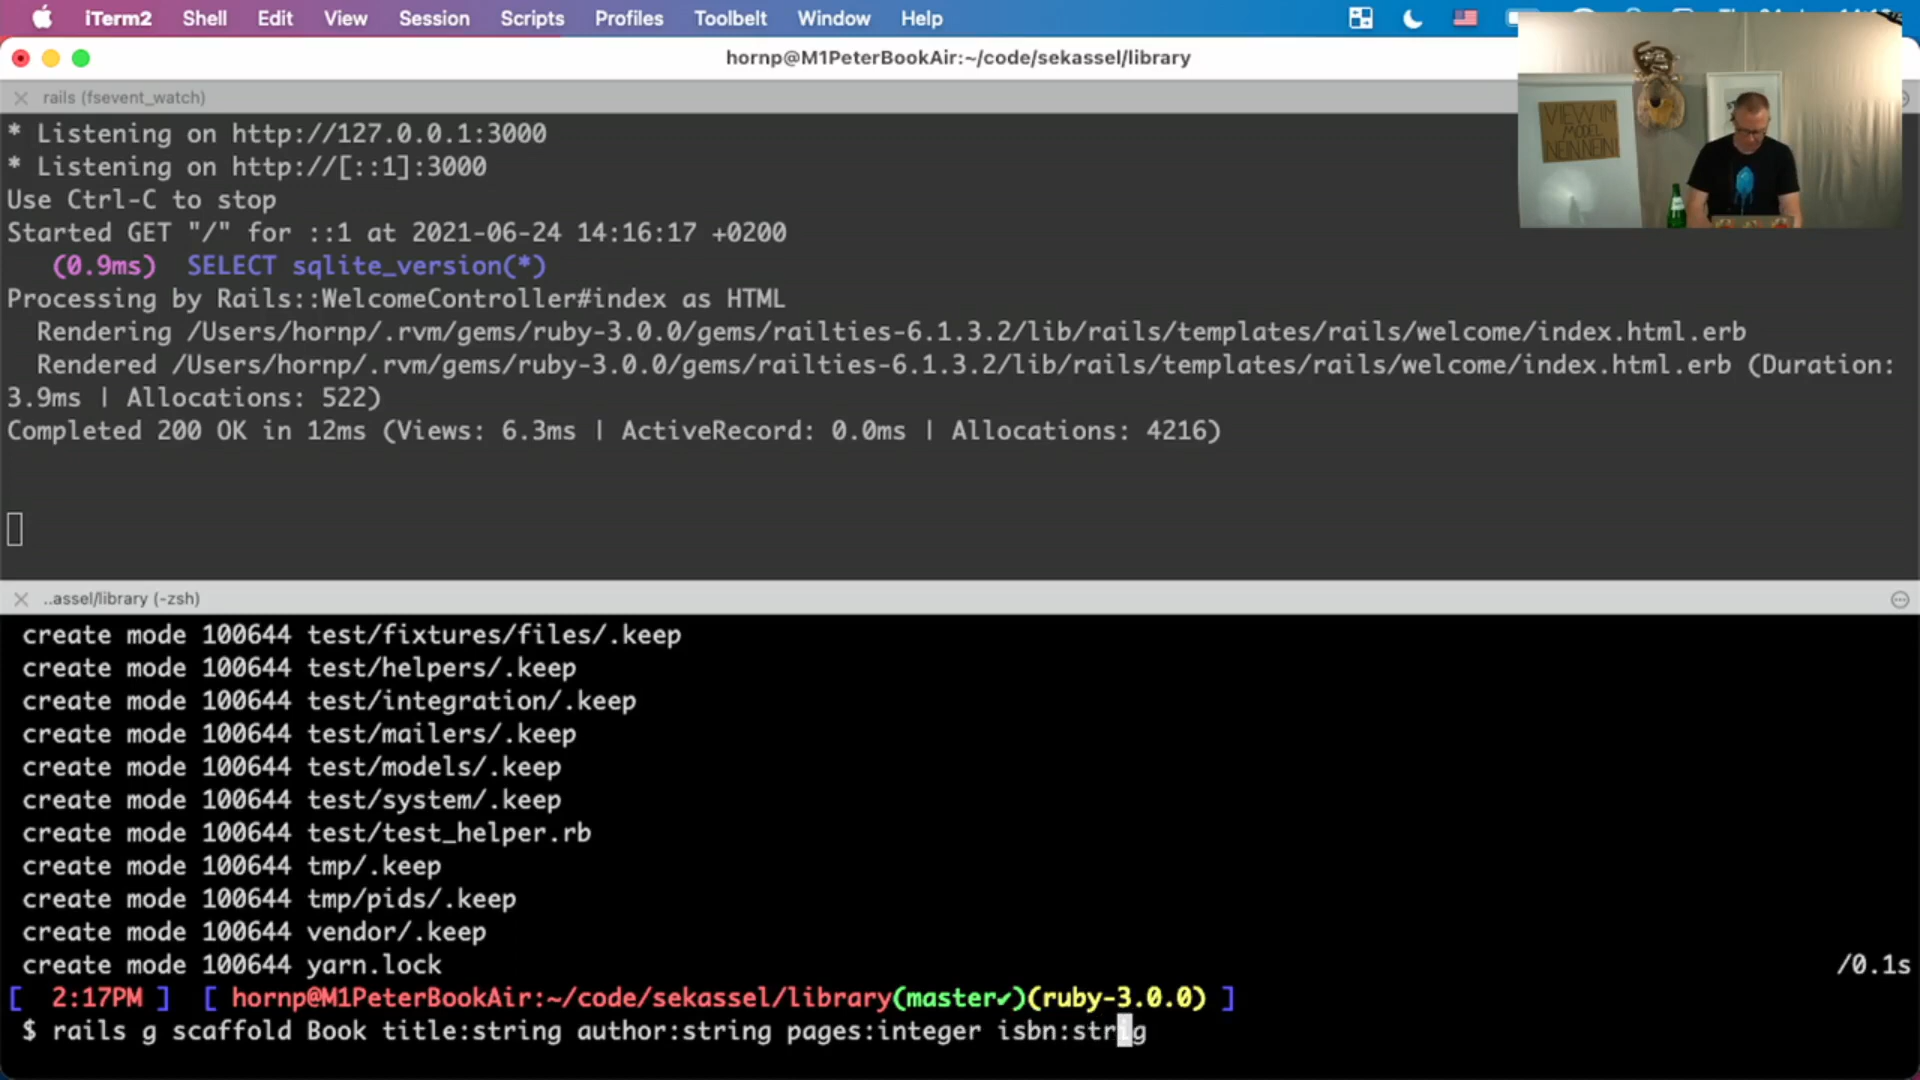 iTerm2 Shell Edit View Session Scripts Profiles Toolbelt Window Help
hornp@M1PeterBookAir:~/code/sekassel/library
rails (fsevent_watch)
* Listening on http://127.0.0.1:3000
* Listening on http://[::1]:3000
Use Ctrl-C to stop
Started GET "/" for ::1 at 2021-06-24 14:16:17 +0200
(0.9ms) SELECT sqlite_version(*)
Processing by Rails::WelcomeController#index as HTML
Rendering /Users/hornp/.rvm/gems/ruby-3.0.0/gems/railties-6.1.3.2/lib/rails/templates/rails/welcome/index.html.erb
Rendered /Users/hornp/.rvm/gems/ruby-3.0.0/gems/railties-6.1.3.2/lib/rails/templates/rails/welcome/index.html.erb (Duration:
3.9ms | Allocations: 522)
Completed 200 OK in 12ms (Views: 6.3ms | ActiveRecord: 0.0ms | Allocations: 4216)
VIEW IM
MODEL
NEIN NEIN!
..assel/library (-zsh)
create mode 100644 test/fixtures/files/.keep
create mode 100644 test/helpers/.keep
create mode 100644 test/integration/.keep
create mode 100644 test/mailers/.keep
create mode 100644 test/models/.keep
create mode 100644 test/system/.keep
create mode 100644 test/test_helper.rb
create mode 100644 tmp/.keep
create mode 100644 tmp/pids/.keep
create mode 100644 vendor/.keep
create mode 100644 yarn.lock /0.1s
[ 2:17PM ] [ hornp@M1PeterBookAir:~/code/sekassel/library(master✔)(ruby-3.0.0) ]
$ rails g scaffold Book title:string author:string pages:integer isbn:strig